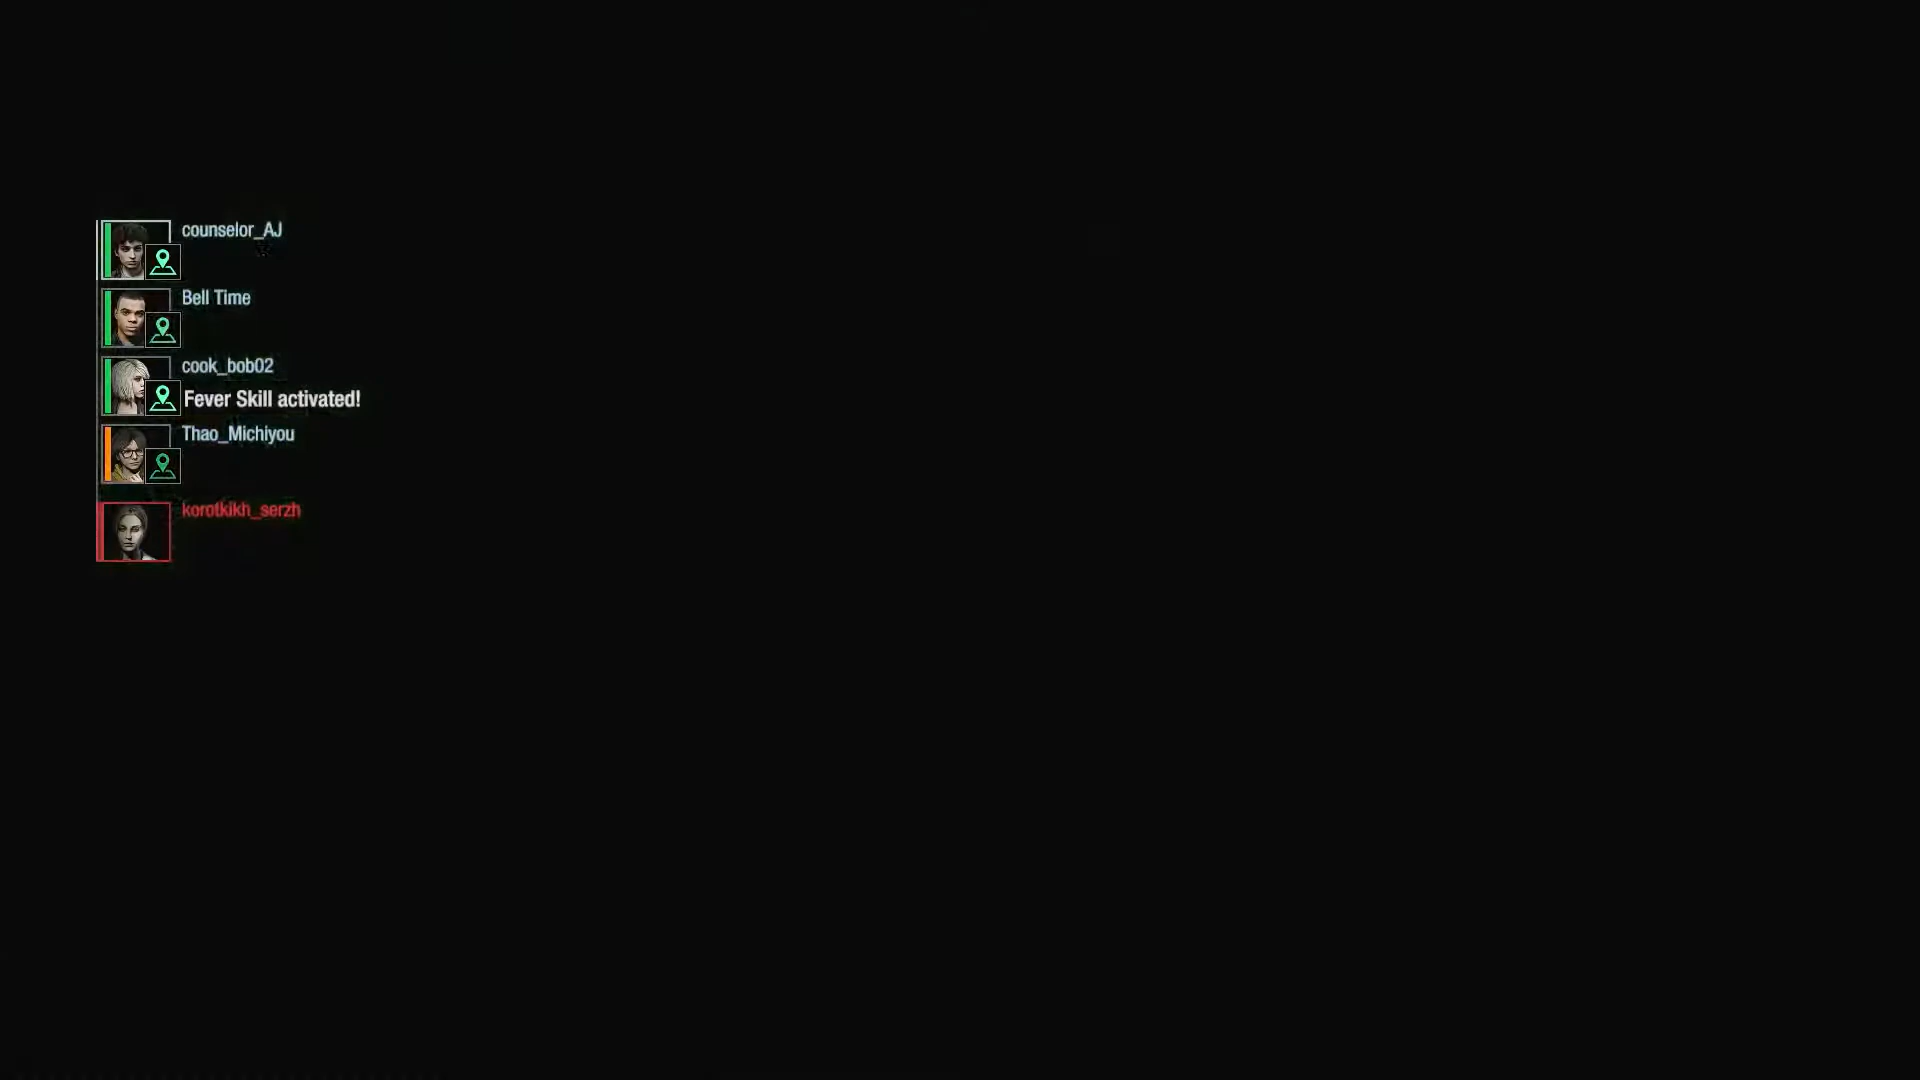 counselor_AJ
Bell Time
cook_bob02
Fever Skill activated!
Thao_Michiyou
korotkikh_serzh